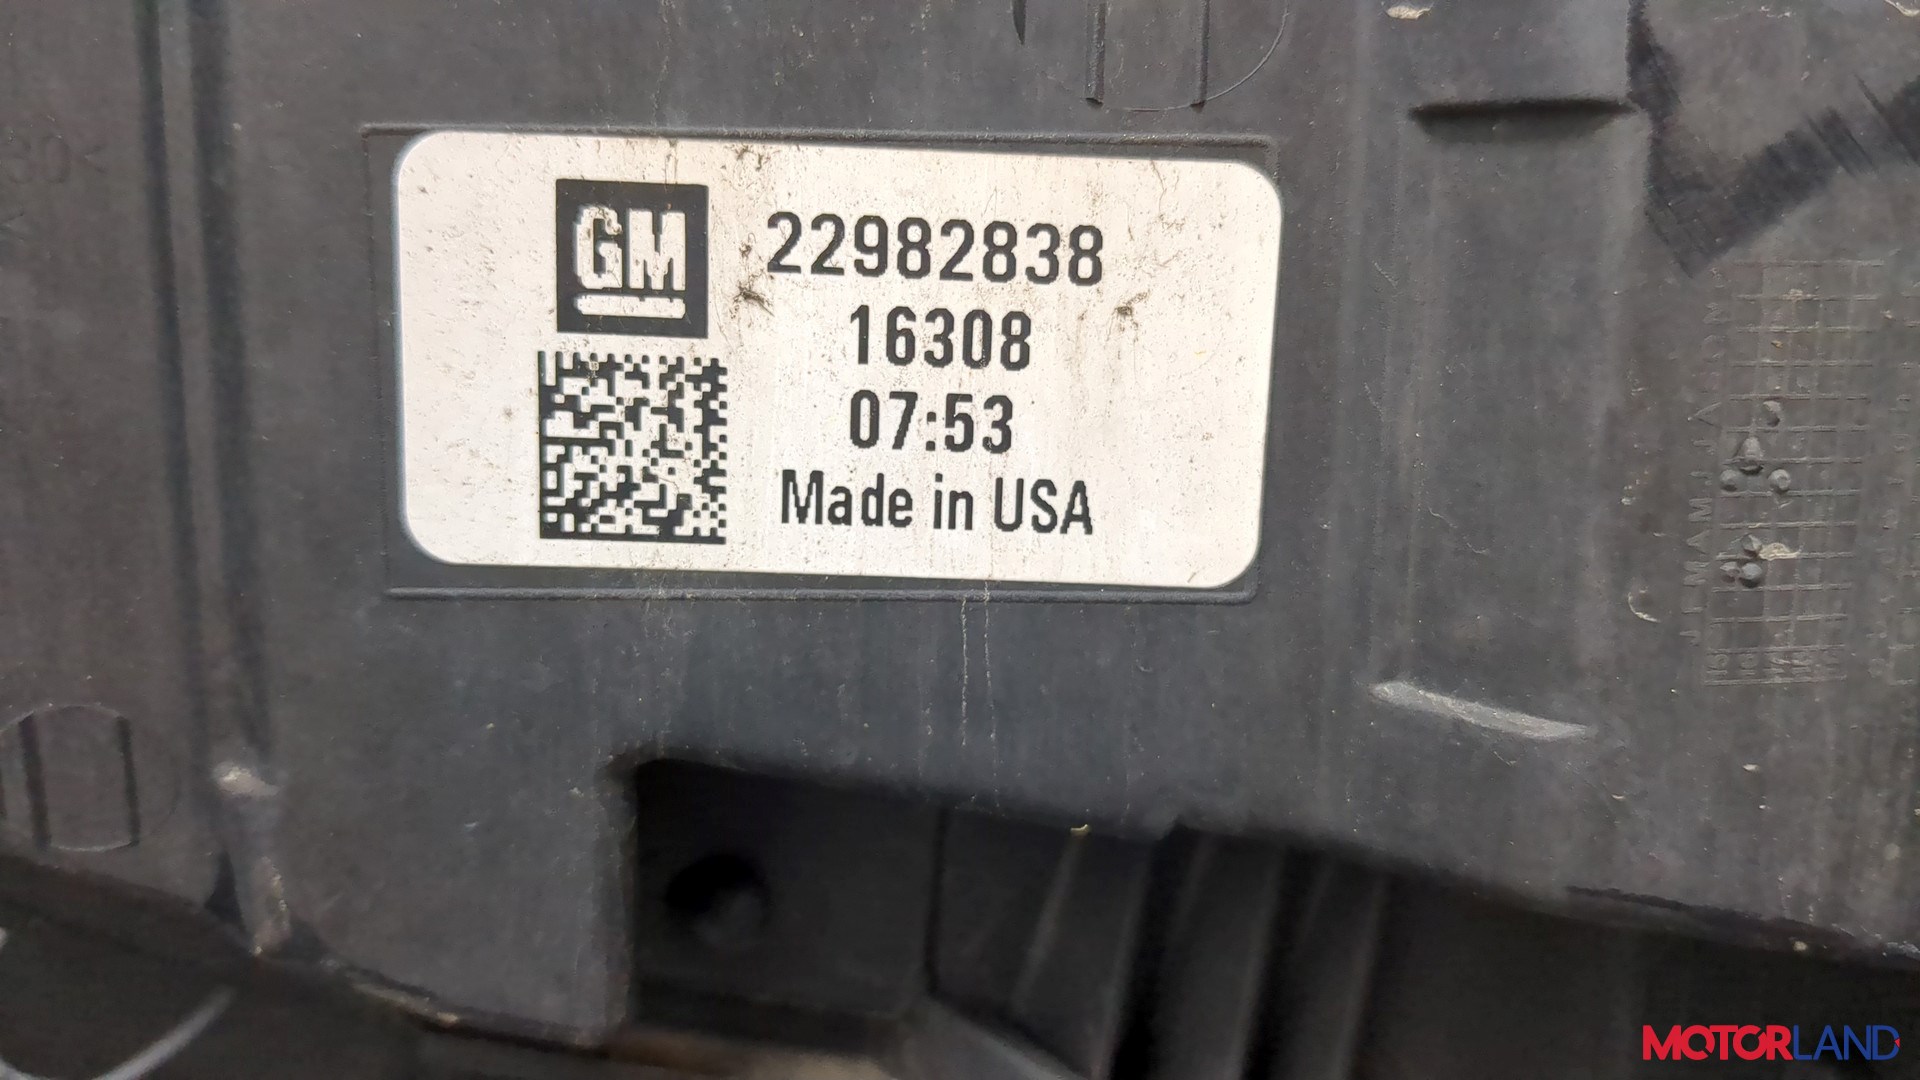 GM
22982838
16308
07:53
Made in USA
MOTORLAND